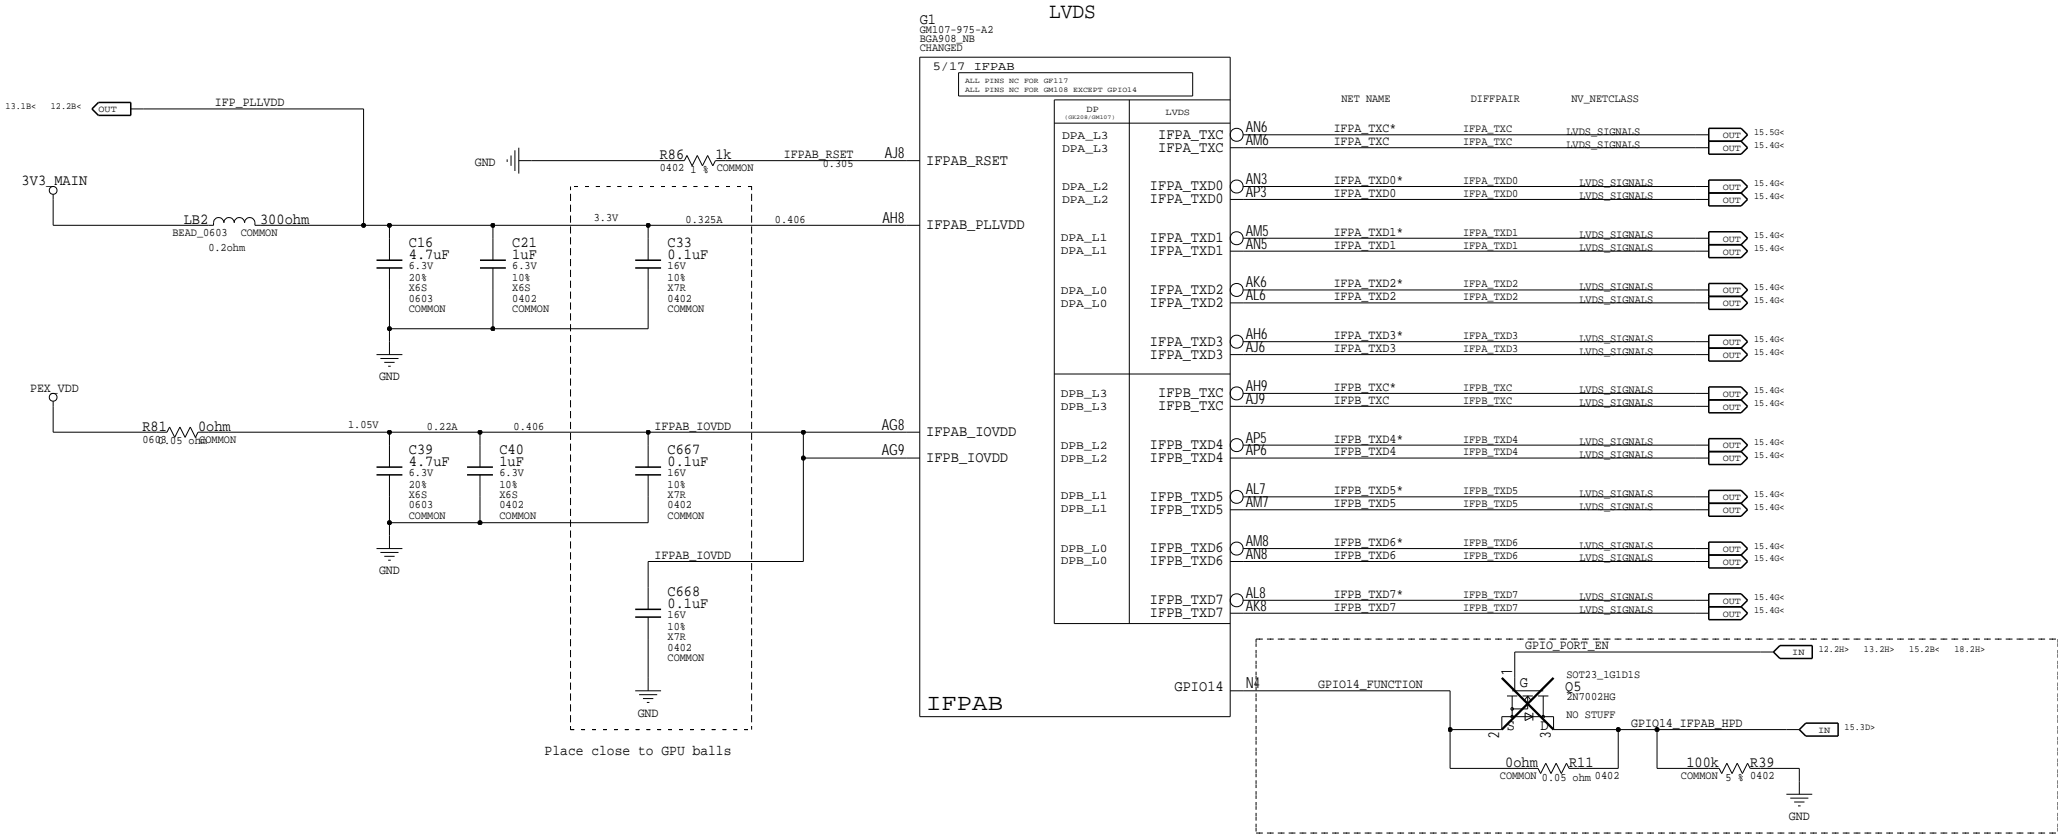 LVDS
G1
GM107-975-A2
BGA908_NB
CHANGED
5/17 IFPAB
ALL PINS NC FOR GF117
ALL PINS NC FOR GM108 EXCEPT GPIO14
DP
(GK208/GM107)
LVDS
NET NAME DIFFPAIR NV_NETCLASS
13.1B< 12.2B< OUT IFP_PLLVDD
GND R86 1k IFPAB_RSET AJ8 IFPAB_RSET
0402 1 % COMMON 0.305
3V3_MAIN
LB2 300ohm 3.3V 0.325A 0.406 AH8 IFPAB_PLLVDD
BEAD_0603 COMMON
0.2ohm
C16
4.7uF
6.3V
20%
X6S
0603
COMMON
C21
1uF
6.3V
10%
X6S
0402
COMMON
C33
0.1uF
16V
10%
X7R
0402
COMMON
GND
PEX_VDD
R81 0ohm 1.05V 0.22A 0.406 IFPAB_IOVDD AG8 IFPAB_IOVDD
0603 0.05 ohm COMMON
AG9 IFPB_IOVDD
C39
4.7uF
6.3V
20%
X6S
0603
COMMON
C40
1uF
6.3V
10%
X6S
0402
COMMON
C667
0.1uF
16V
10%
X7R
0402
COMMON
GND
IFPAB_IOVDD
C668
0.1uF
16V
10%
X7R
0402
COMMON
GND
Place close to GPU balls
DPA_L3 IFPA_TXC AN6 IFPA_TXC* IFPA_TXC LVDS_SIGNALS OUT 15.5G<
DPA_L3 IFPA_TXC AM6 IFPA_TXC IFPA_TXC LVDS_SIGNALS OUT 15.4G<
DPA_L2 IFPA_TXD0 AN3 IFPA_TXD0* IFPA_TXD0 LVDS_SIGNALS OUT 15.4G<
DPA_L2 IFPA_TXD0 AP3 IFPA_TXD0 IFPA_TXD0 LVDS_SIGNALS OUT 15.4G<
DPA_L1 IFPA_TXD1 AM5 IFPA_TXD1* IFPA_TXD1 LVDS_SIGNALS OUT 15.4G<
DPA_L1 IFPA_TXD1 AN5 IFPA_TXD1 IFPA_TXD1 LVDS_SIGNALS OUT 15.4G<
DPA_L0 IFPA_TXD2 AK6 IFPA_TXD2* IFPA_TXD2 LVDS_SIGNALS OUT 15.4G<
DPA_L0 IFPA_TXD2 AL6 IFPA_TXD2 IFPA_TXD2 LVDS_SIGNALS OUT 15.4G<
IFPA_TXD3 AH6 IFPA_TXD3* IFPA_TXD3 LVDS_SIGNALS OUT 15.4G<
IFPA_TXD3 AJ6 IFPA_TXD3 IFPA_TXD3 LVDS_SIGNALS OUT 15.4G<
DPB_L3 IFPB_TXC AH9 IFPB_TXC* IFPB_TXC LVDS_SIGNALS OUT 15.4G<
DPB_L3 IFPB_TXC AJ9 IFPB_TXC IFPB_TXC LVDS_SIGNALS OUT 15.4G<
DPB_L2 IFPB_TXD4 AP5 IFPB_TXD4* IFPB_TXD4 LVDS_SIGNALS OUT 15.4G<
DPB_L2 IFPB_TXD4 AP6 IFPB_TXD4 IFPB_TXD4 LVDS_SIGNALS OUT 15.4G<
DPB_L1 IFPB_TXD5 AL7 IFPB_TXD5* IFPB_TXD5 LVDS_SIGNALS OUT 15.4G<
DPB_L1 IFPB_TXD5 AM7 IFPB_TXD5 IFPB_TXD5 LVDS_SIGNALS OUT 15.4G<
DPB_L0 IFPB_TXD6 AM8 IFPB_TXD6* IFPB_TXD6 LVDS_SIGNALS OUT 15.4G<
DPB_L0 IFPB_TXD6 AN8 IFPB_TXD6 IFPB_TXD6 LVDS_SIGNALS OUT 15.4G<
IFPB_TXD7 AL8 IFPB_TXD7* IFPB_TXD7 LVDS_SIGNALS OUT 15.4G<
IFPB_TXD7 AK8 IFPB_TXD7 IFPB_TXD7 LVDS_SIGNALS OUT 15.4G<
IFPAB
GPIO14 N4 GPIO14_FUNCTION
GPIO_PORT_EN IN 12.2H> 13.2H> 15.2B< 18.2H>
1 G
SOT23_1G1D1S
Q5
2N7002HG
NO STUFF
2 S D 3
GPIO14_IFPAB_HPD IN 15.3D>
0ohm R11
COMMON 0.05 ohm 0402
100k R39
COMMON 5 % 0402
GND